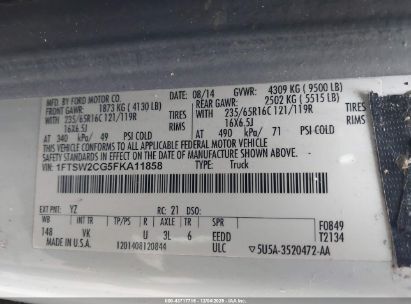 MFD. BY FORD MOTOR CO.
08/14 GVWR: 4309 KG ( 9500 LB)
FRONT GAWR: 1873 KG ( 4130 LB) REAR GAWR: 2502 KG ( 5515 LB)
WITH WITH
235/65R16C 121/119R TIRES 235/65R16C 121/119R TIRES
16X6.5J RIMS 16X6.5J RIMS
AT 340 kPa/ 49 PSI COLD AT 490 kPa/ 71 PSI COLD
THIS VEHICLE CONFORMS TO ALL APPLICABLE FEDERAL MOTOR VEHICLE
SAFETY STANDARDS IN EFFECT ON THE DATE OF MANUFACTURE SHOWN ABOVE.
VIN: 1FTSW2CG5FKA11858 TYPE: Truck
EXT PNT: YZ RC: 21 DSO:
WB INT TR TP/PS R AXLE TR SPR F0B49
148 VK U 3L 6 EEDD T2134
MADE IN U.S.A. 1201408120844 ULC 5U5A-3520472-AA